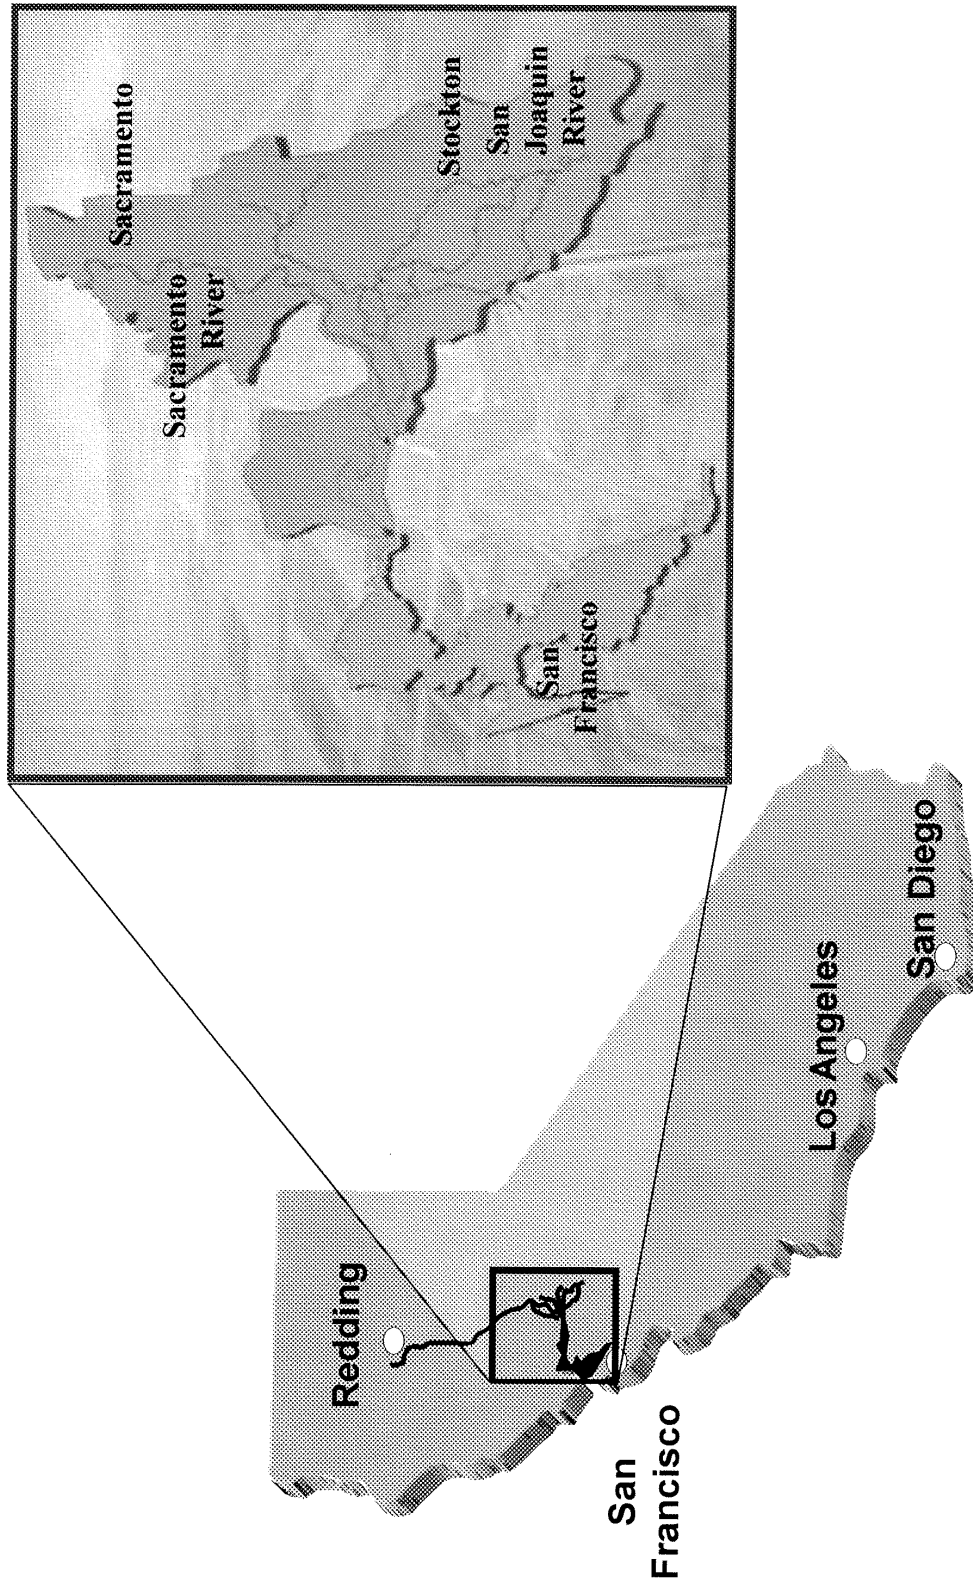 Redding
San
Francisco
Los Angeles
San Diego
Sacramento
Sacramento
River
Stockton
San
Joaquin
River
San
Francisco